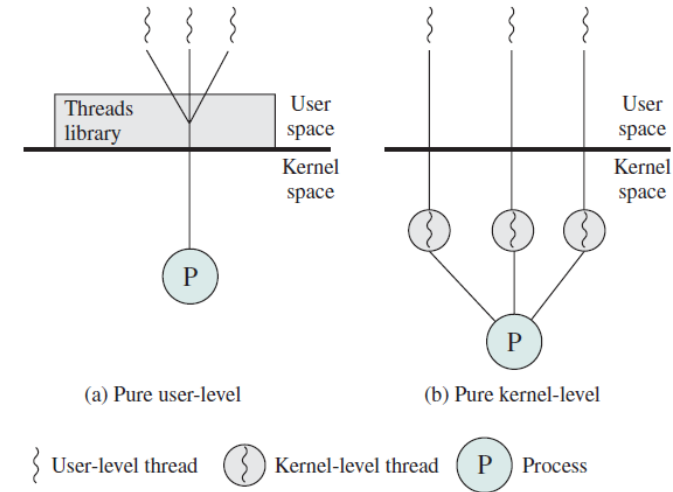 Threads
library
User
space
Kernel
space
P
(a) Pure user-level
User
space
Kernel
space
P
(b) Pure kernel-level
User-level thread
Kernel-level thread
P
Process